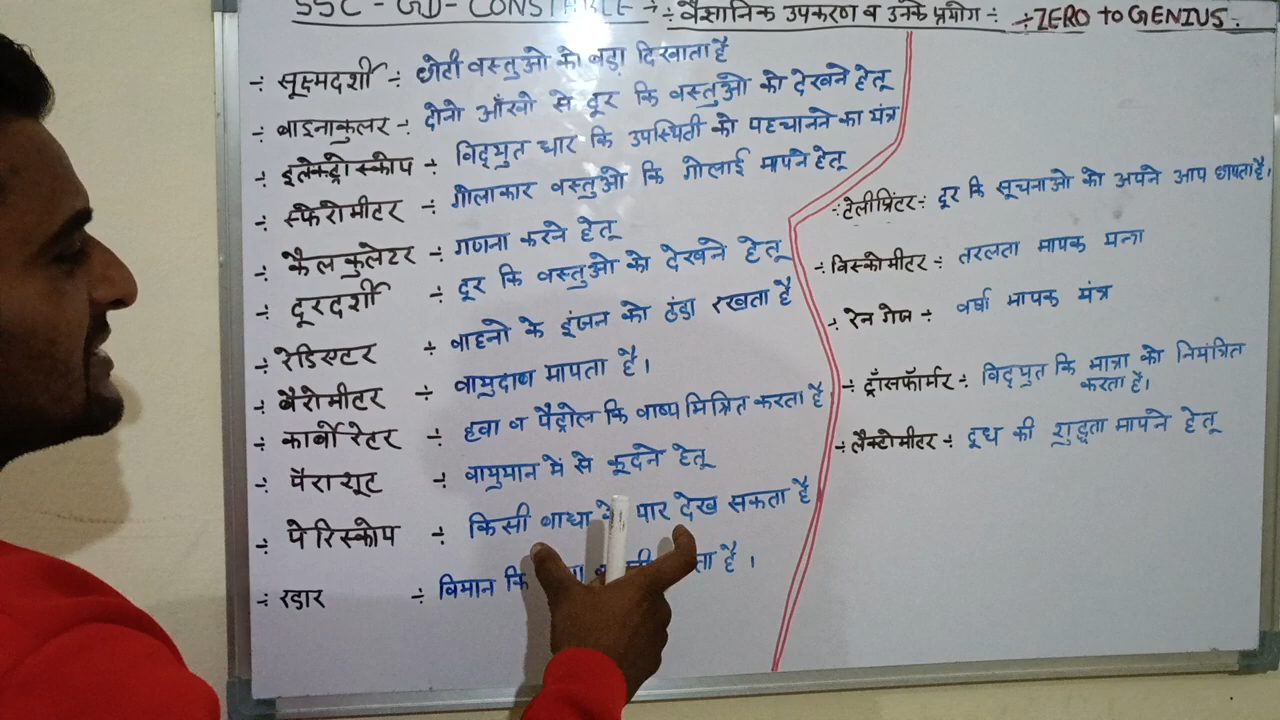 SSC - GD - CONSTABLE -: ÷ वैज्ञानिक उपकरण व उनके प्रयोग ÷ ÷ ZERO to GENIUS ÷
÷ सूक्ष्मदर्शी ÷ छोटी वस्तुओ को बड़ा दिखाता है
÷ बाइनाकुलर ÷ दोनो आँखो से दूर कि वस्तुओ को देखने हेतू
÷ इलेक्ट्रोस्कोप ÷ विद्युत धार कि उपस्थिती को पहचानने का यंत्र
÷ स्फेरोमीटर ÷ गोलाकार वस्तुओ कि गोलाई मापने हेतू
÷ कैलकुलेटर ÷ गणना करने हेतू
÷ दूरदर्शी ÷ दूर कि वस्तुओ को देखने हेतू
÷ रेडिएटर ÷ वाहनो के इंजन को ठंडा रखता है
÷ बैरोमीटर ÷ वायुदाब मापता है।
÷ कार्बोरेटर ÷ हवा व पैट्रोल कि वाष्प मिश्रित करता है
÷ पैराशूट ÷ वायुमान में से कूदने हेतू
÷ पेरिस्कोप ÷ किसी बाधा के पार देख सकता है
÷ रडार ÷ विमान कि है।
÷ टेलीप्रिंटर ÷ दूर कि सूचनाओ को अपने आप छापता है।
÷ विस्कोमीटर ÷ तरलता मापक यन्त्र
÷ रेन गेज ÷ वर्षा मापक यंत्र
÷ ट्राँसफॉर्मर ÷ विद्युत कि मात्रा को नियंत्रित
करता है।
÷ लैक्टोमीटर ÷ दूध की शुद्धता मापने हेतू